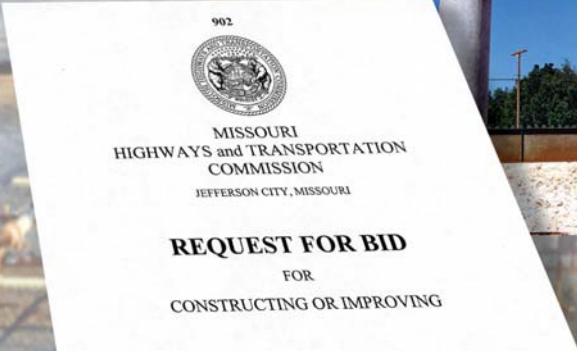 902
MISSOURI
HIGHWAYS and TRANSPORTATION
COMMISSION
JEFFERSON CITY, MISSOURI
REQUEST FOR BID
FOR
CONSTRUCTING OR IMPROVING